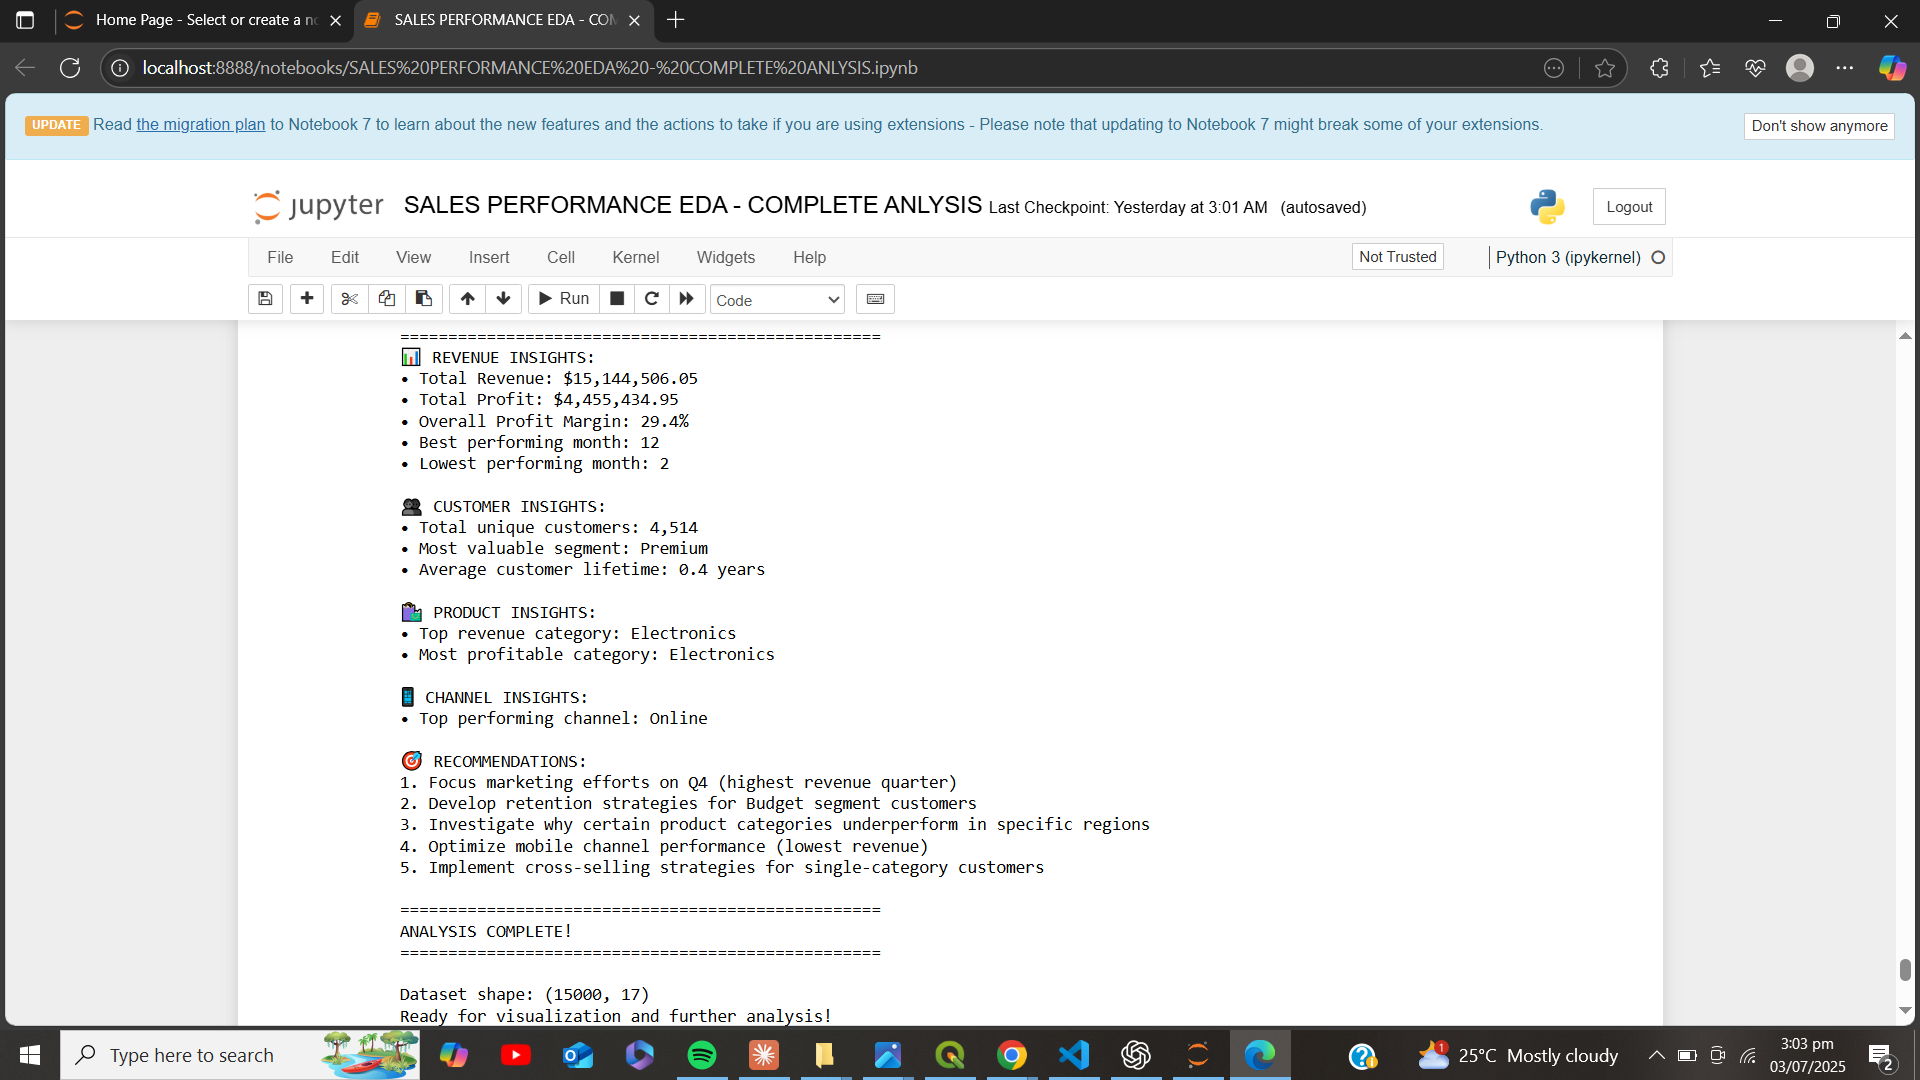 Home Page - Select or create a n
SALES PERFORMANCE EDA - CON
localhost:8888/notebooks/SALES%20PERFORMANCE%20EDA%20-%20COMPLETE%20ANLYSIS.ipynb
UPDATE Read the migration plan to Notebook 7 to learn about the new features and the actions to take if you are using extensions - Please note that updating to Notebook 7 might break some of your extensions.
Don't show anymore
jupyter SALES PERFORMANCE EDA - COMPLETE ANLYSIS Last Checkpoint: Yesterday at 3:01 AM (autosaved)
Logout
File Edit View Insert Cell Kernel Widgets Help
Not Trusted
Python 3 (ipykernel)
Run
Code
==================================================
📊 REVENUE INSIGHTS:
• Total Revenue: $15,144,506.05
• Total Profit: $4,455,434.95
• Overall Profit Margin: 29.4%
• Best performing month: 12
• Lowest performing month: 2
👥 CUSTOMER INSIGHTS:
• Total unique customers: 4,514
• Most valuable segment: Premium
• Average customer lifetime: 0.4 years
🛍️ PRODUCT INSIGHTS:
• Top revenue category: Electronics
• Most profitable category: Electronics
📱 CHANNEL INSIGHTS:
• Top performing channel: Online
🎯 RECOMMENDATIONS:
1. Focus marketing efforts on Q4 (highest revenue quarter)
2. Develop retention strategies for Budget segment customers
3. Investigate why certain product categories underperform in specific regions
4. Optimize mobile channel performance (lowest revenue)
5. Implement cross-selling strategies for single-category customers
==================================================
ANALYSIS COMPLETE!
==================================================
Dataset shape: (15000, 17)
Ready for visualization and further analysis!
Type here to search
1
25°C Mostly cloudy
3:03 pm
03/07/2025
2